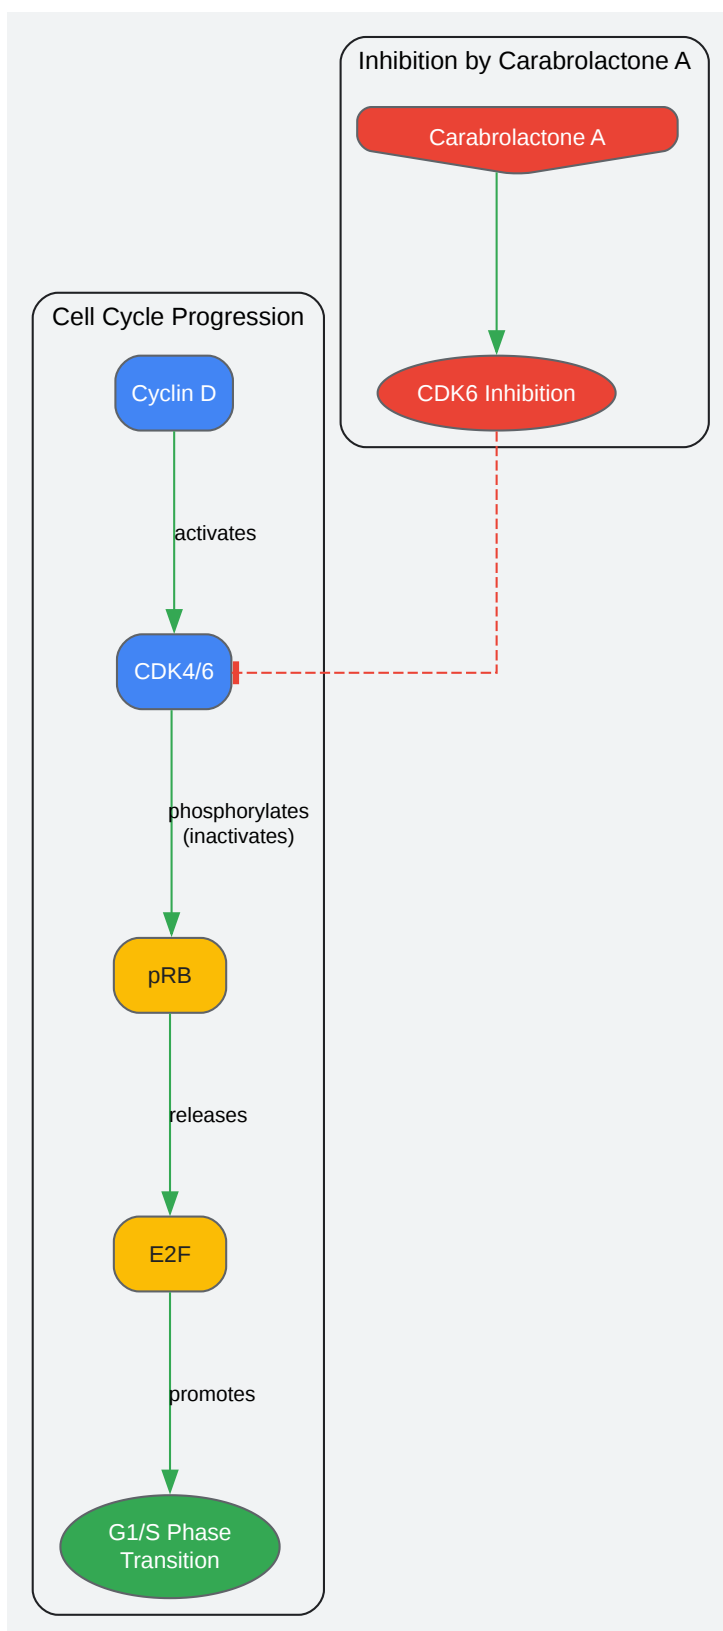 Inhibition by Carabrolactone A
Carabrolactone A
CDK6 Inhibition
Cell Cycle Progression
Cyclin D
activates
CDK4/6
phosphorylates
(inactivates)
pRB
releases
E2F
promotes
G1/S Phase
Transition